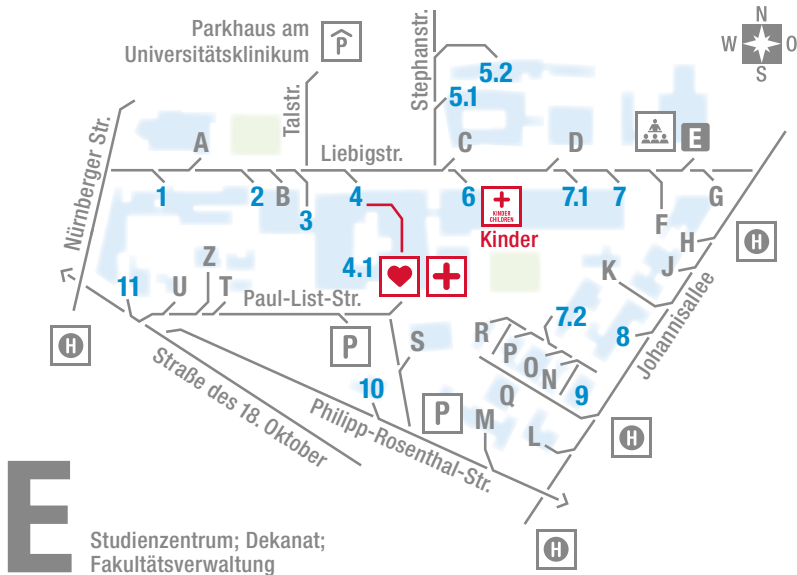 Parkhaus am
Universitätsklinikum
P
Stephanstr.
N
W O
S
5.2
5.1
Talstr.
Nürnberger Str.
A
Liebigstr.
C
D
E
1
2
B
3
4
6
KINDER
CHILDREN
Kinder
7.1
7
F
G
H
H
J
K
Z
4.1
11
U
T
Paul-List-Str.
7.2
8
Johannisallee
H
P
S
R
P
O
N
9
Q
Straße des 18. Oktober
10
Philipp-Rosenthal-Str.
P
M
L
H
H
E
Studienzentrum; Dekanat;
Fakultätsverwaltung